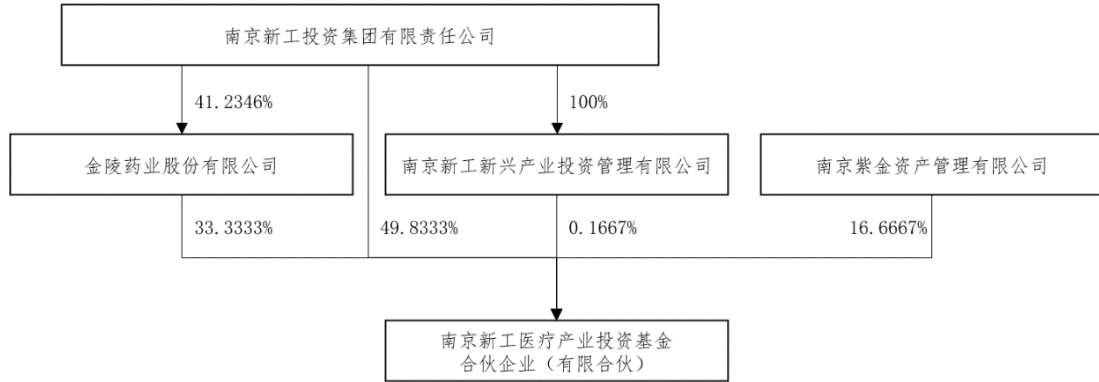 南京新工投资集团有限责任公司
41.2346%
100%
金陵药业股份有限公司
南京新工新兴产业投资管理有限公司
南京紫金资产管理有限公司
33.3333%
49.8333%
0.1667%
16.6667%
南京新工医疗产业投资基金
合伙企业（有限合伙）